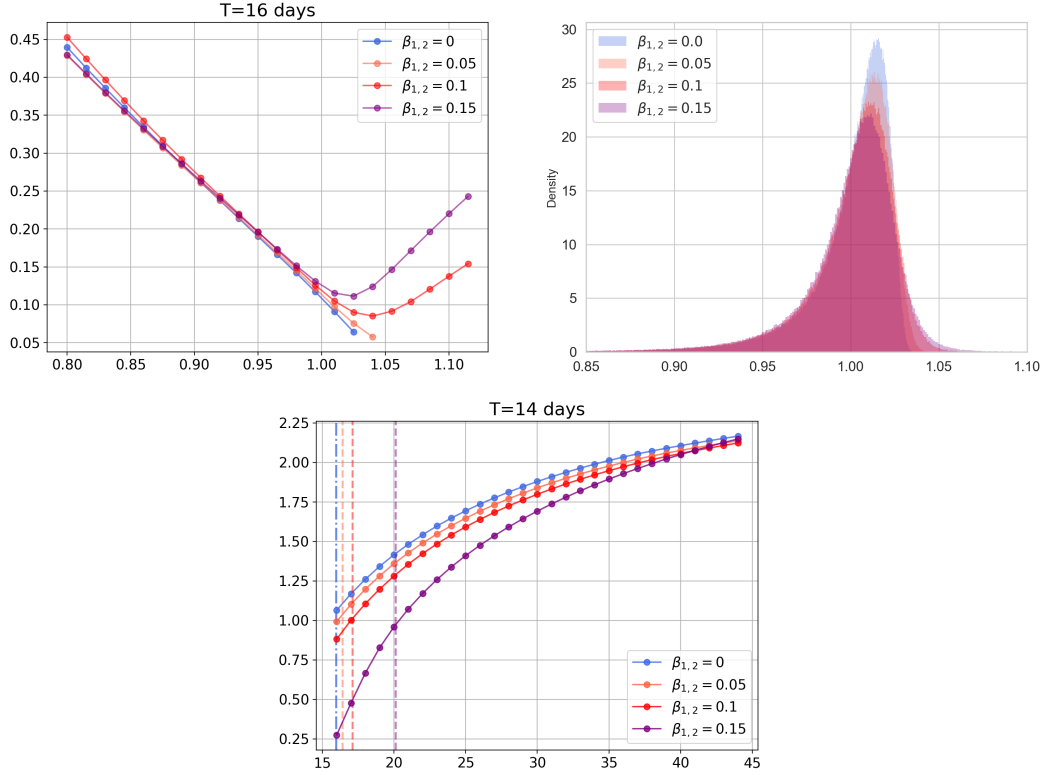 T=16 days
0.45
0.40
0.35
0.30
0.25
0.20
0.15
0.10
0.05
0.80 0.85 0.90 0.95 1.00 1.05 1.10
β1,2 = 0
β1,2 = 0.05
β1,2 = 0.1
β1,2 = 0.15
Density
30
25
20
15
10
5
0
0.85 0.90 0.95 1.00 1.05 1.10
β1,2 = 0.0
β1,2 = 0.05
β1,2 = 0.1
β1,2 = 0.15
T=14 days
2.25
2.00
1.75
1.50
1.25
1.00
0.75
0.50
0.25
15 20 25 30 35 40 45
β1,2 = 0
β1,2 = 0.05
β1,2 = 0.1
β1,2 = 0.15